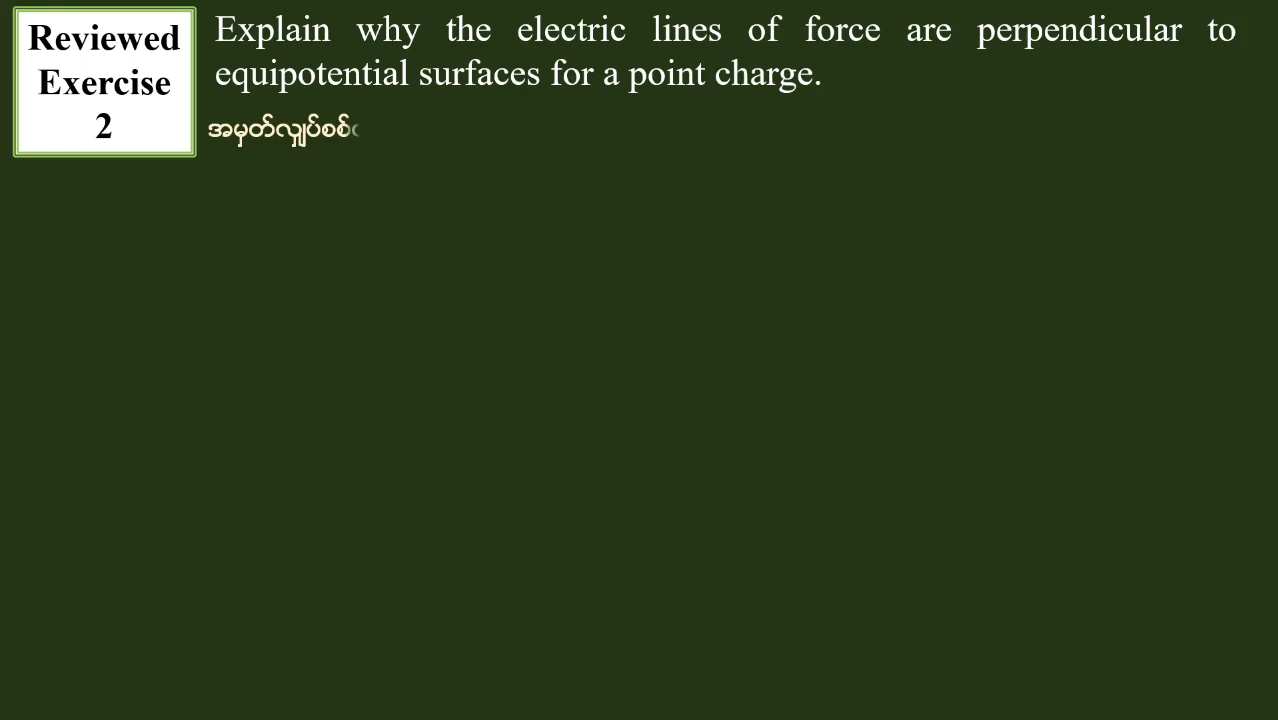 Reviewed
Exercise
2
Explain why the electric lines of force are perpendicular to
equipotential surfaces for a point charge.
အမှတ်လျှပ်စစ်